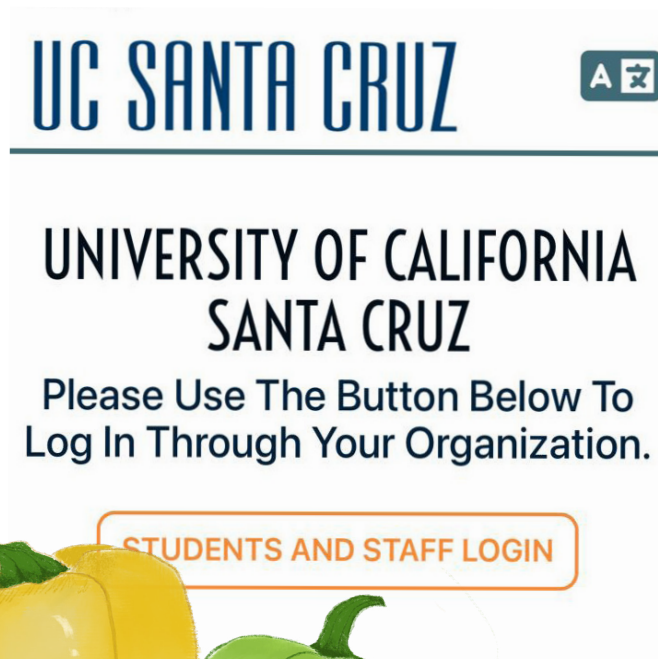 UC SANTA CRUZ
A 文
UNIVERSITY OF CALIFORNIA
SANTA CRUZ
Please Use The Button Below To
Log In Through Your Organization.
STUDENTS AND STAFF LOGIN